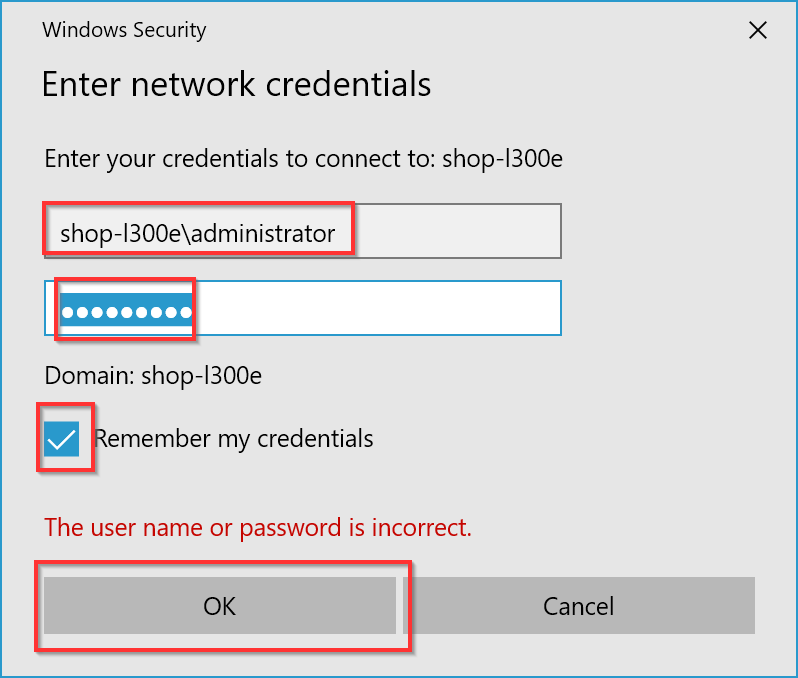 Windows Security
Enter network credentials
Enter your credentials to connect to: shop-l300e
shop-l300e\administrator
●●●●●●●●●
Domain: shop-l300e
Remember my credentials
The user name or password is incorrect.
OK
Cancel